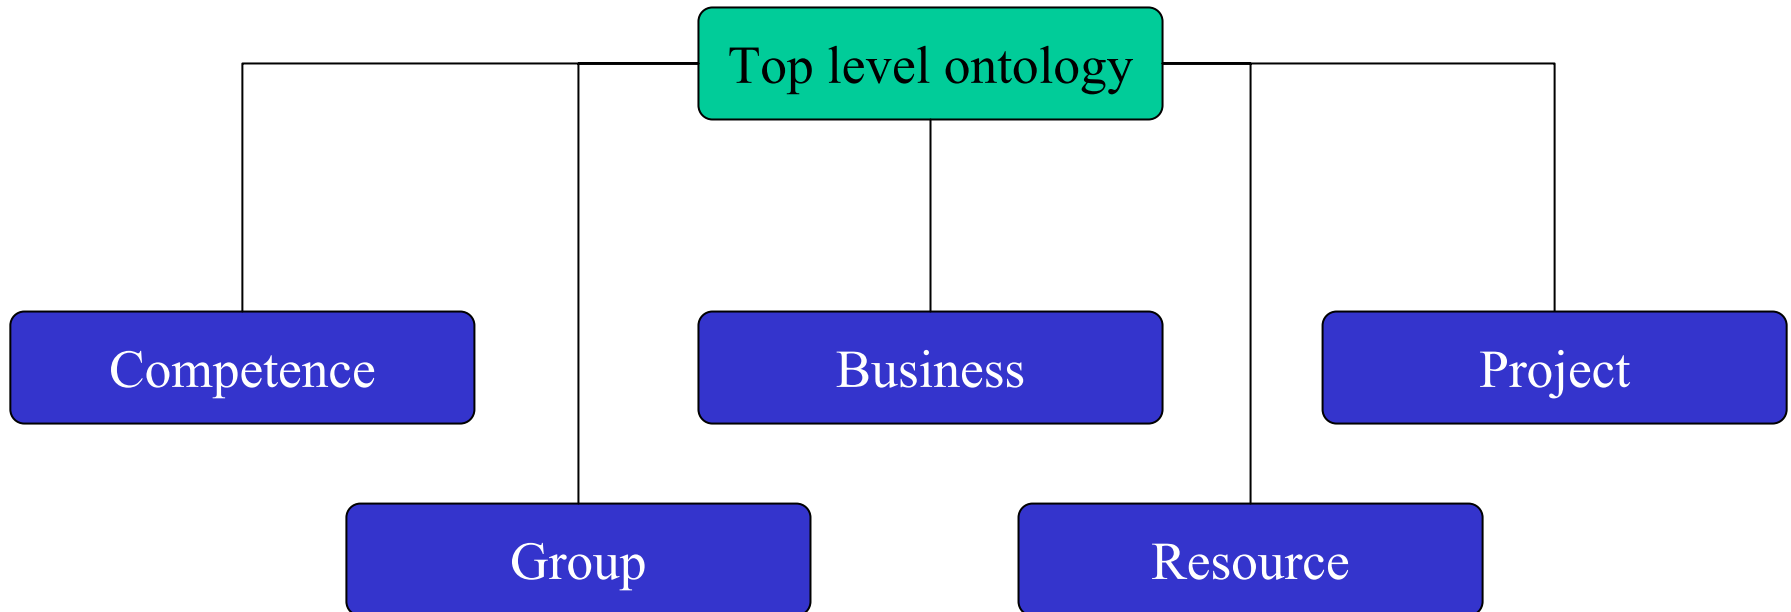 Top level ontology
Competence
Business
Project
Group
Resource